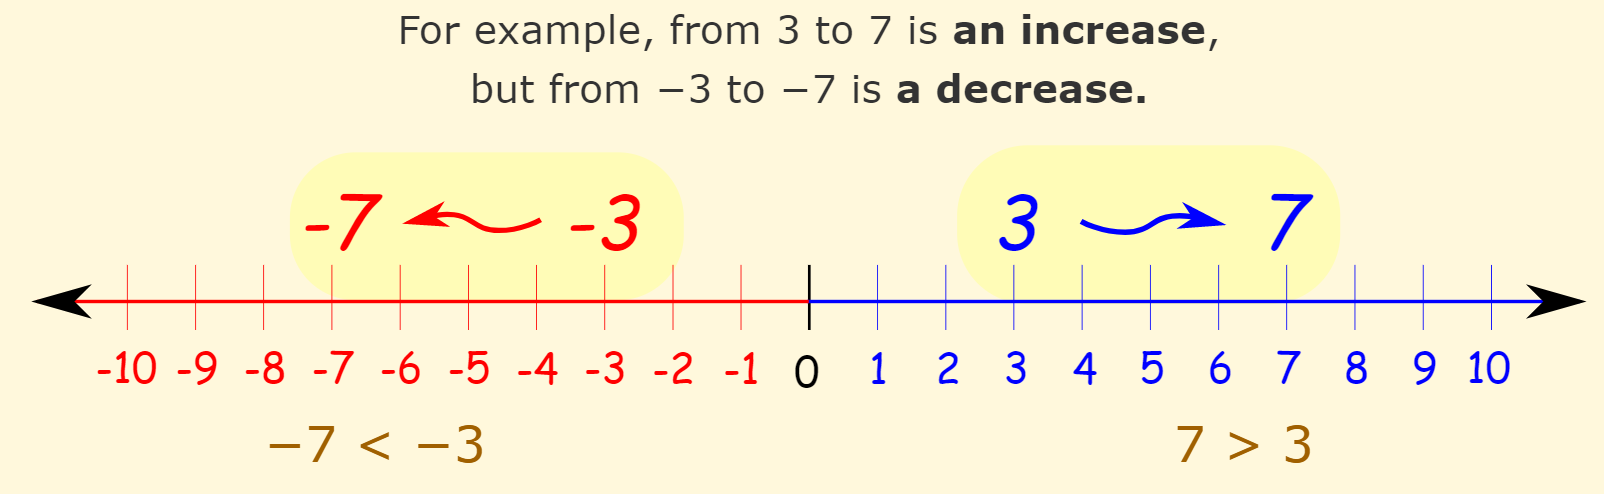 For example, from 3 to 7 is an increase,
but from −3 to −7 is a decrease.
-7 -3 3 7
-10 -9 -8 -7 -6 -5 -4 -3 -2 -1 0 1 2 3 4 5 6 7 8 9 10
−7 < −3 7 > 3